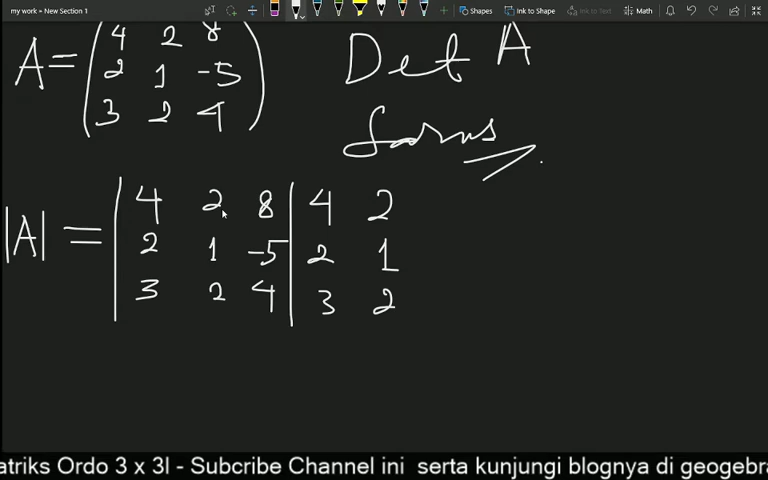 my work » New Section 1
Shapes Ink to Shape Ink to Text Math
A = 4 2 8
2 1 -5
3 2 4
Det A
|A| = 4 2 8 4 2
2 1 -5 2 1
3 2 4 3 2
atriks Ordo 3 x 3l - Subcribe Channel ini serta kunjungi blognya di geogebra